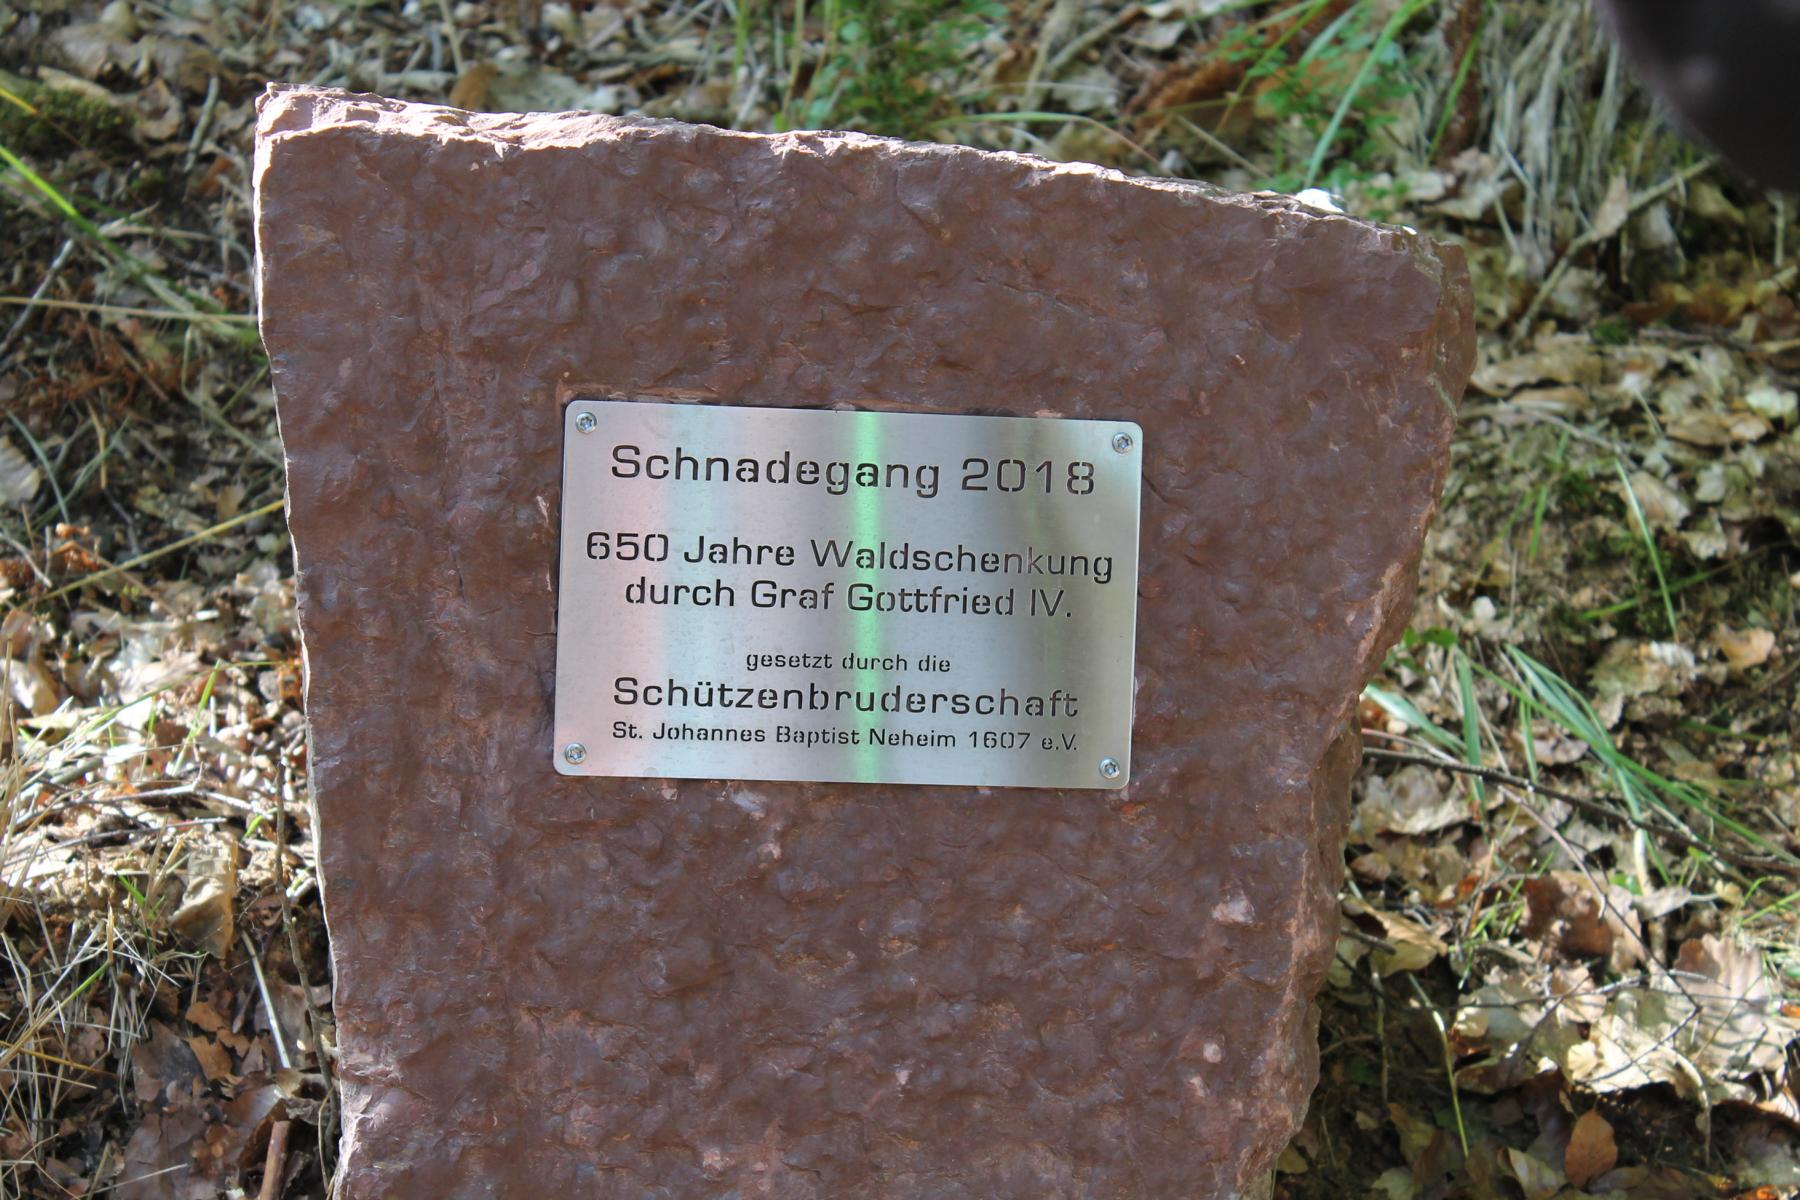 Schnadegang 2018
650 Jahre Waldschenkung
durch Graf Gottfried IV.
gesetzt durch die
Schützenbruderschaft
St. Johannes Baptist Neheim 1607 e.V.